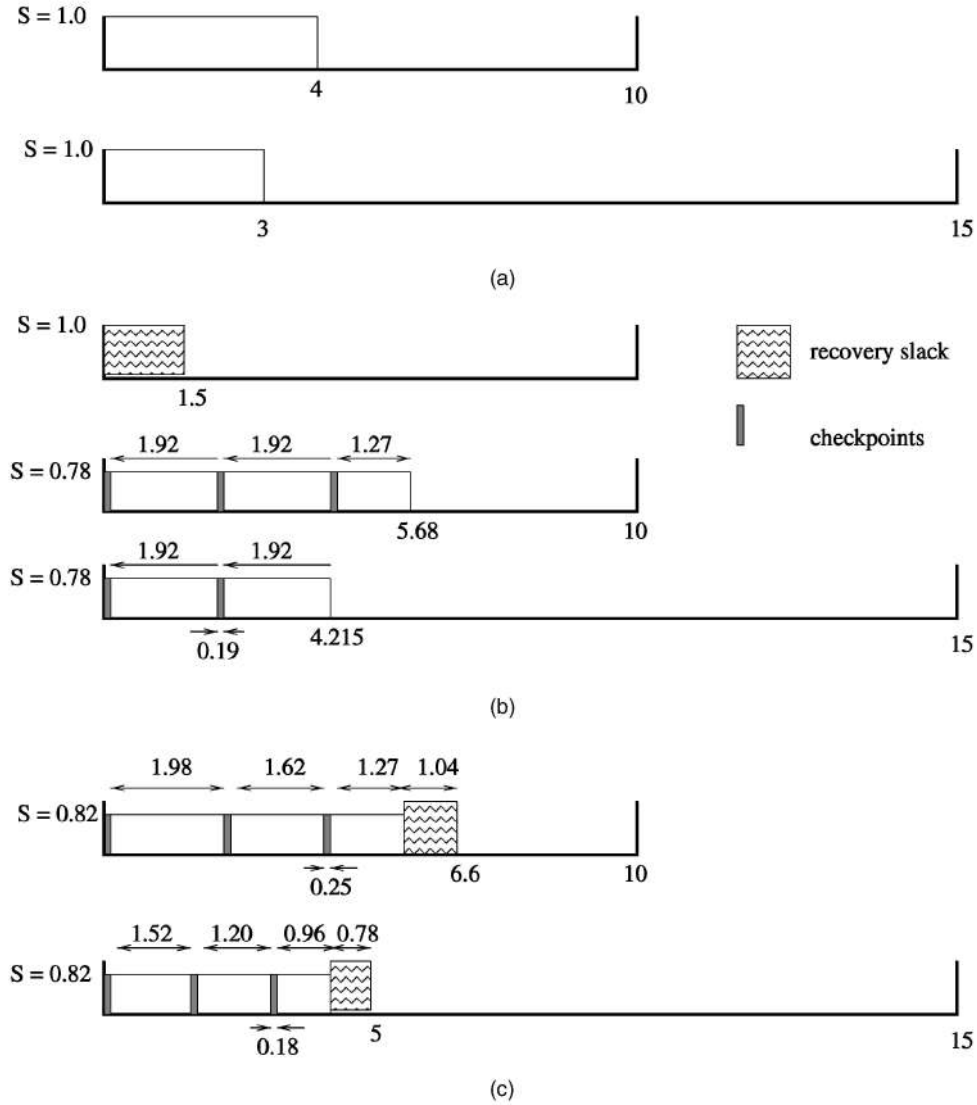 S = 1.0
4
10
S = 1.0
3
15
(a)
S = 1.0
1.5
recovery slack
checkpoints
1.92 1.92 1.27
S = 0.78
5.68
10
1.92 1.92
S = 0.78
0.19
4.215
15
(b)
1.98 1.62 1.27 1.04
S = 0.82
0.25
6.6
10
1.52 1.20 0.96 0.78
S = 0.82
0.18
5
15
(c)